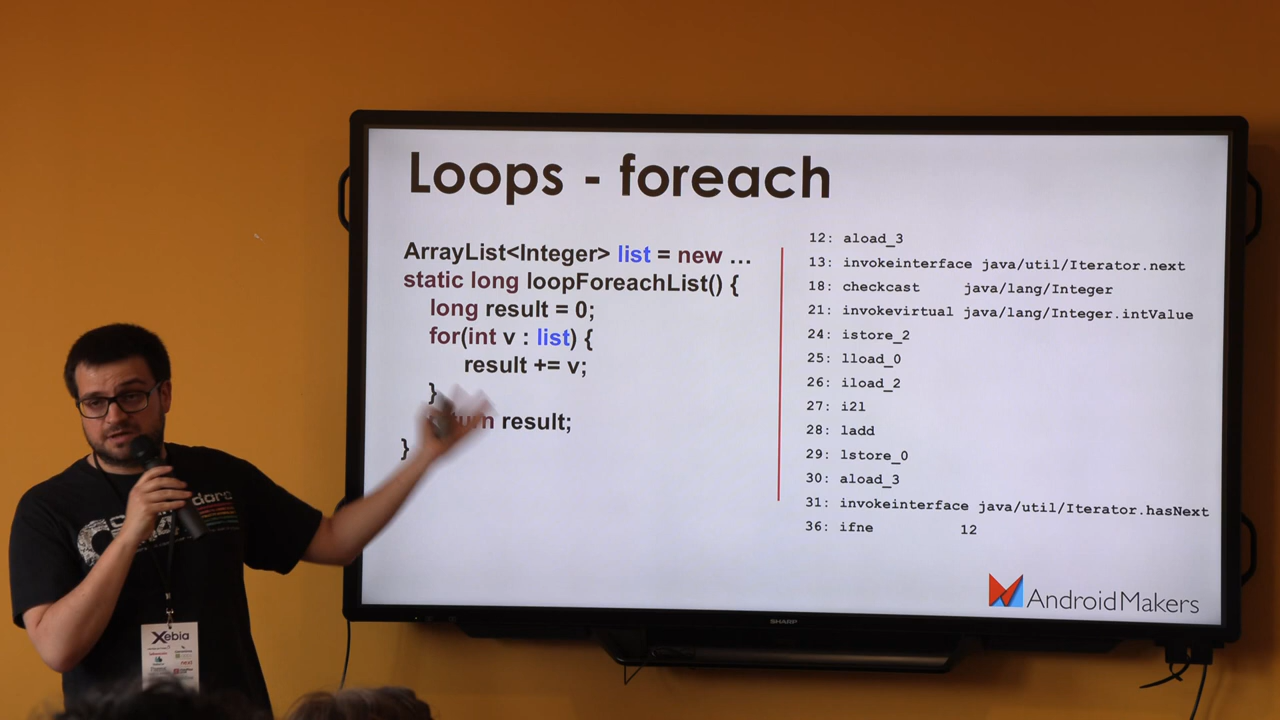 Loops - foreach
ArrayList<Integer> list = new …
static long loopForeachList() {
long result = 0;
for(int v : list) {
result += v;
}
return result;
}
12: aload_3
13: invokeinterface java/util/Iterator.next
18: checkcast java/lang/Integer
21: invokevirtual java/lang/Integer.intValue
24: istore_2
25: lload_0
26: iload_2
27: i2l
28: ladd
29: lstore_0
30: aload_3
31: invokeinterface java/util/Iterator.hasNext
36: ifne 12
AndroidMakers
SHARP
Xebia